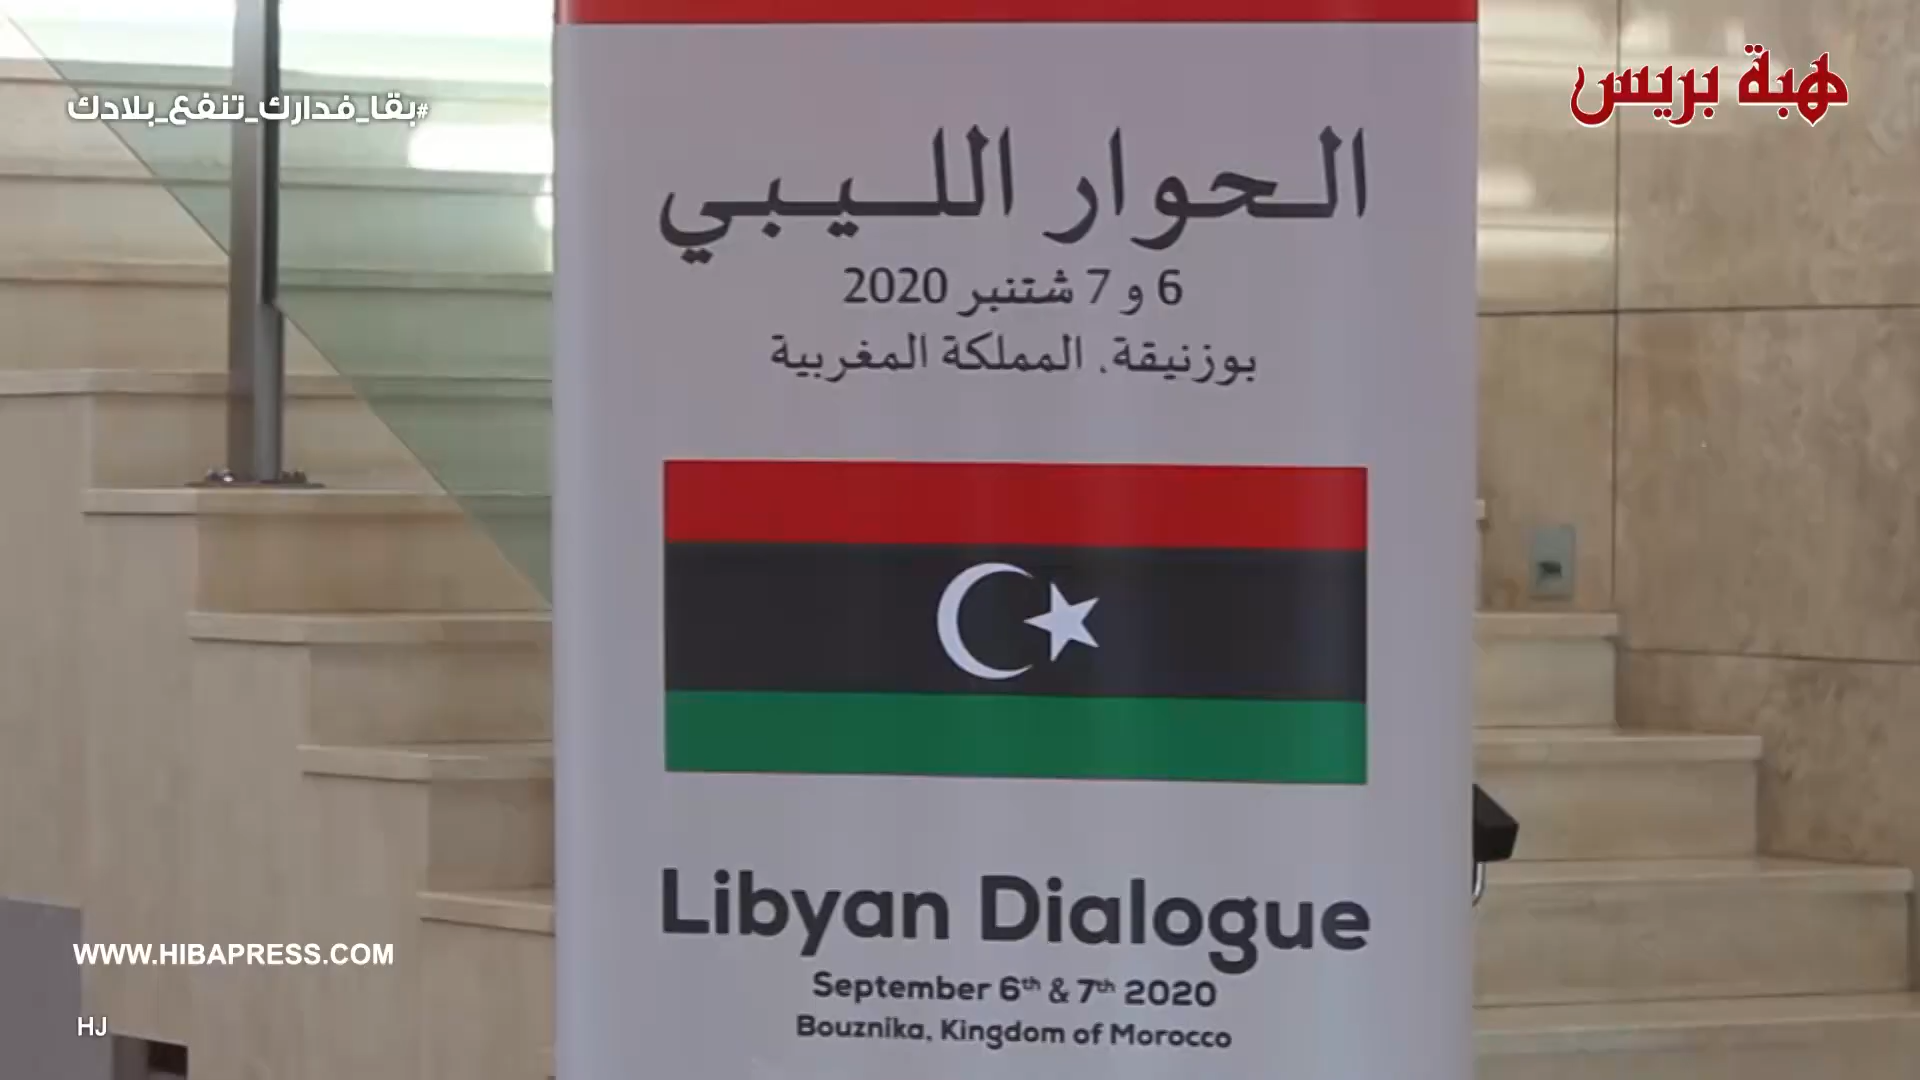 #بقا_فدارك_تنفع_بلادك
هبة بريس
الحوار الليبي
6 و 7 شتنبر 2020
بوزنيقة، المملكة المغربية
Libyan Dialogue
September 6th & 7th 2020
Bouznika, Kingdom of Morocco
WWW.HIBAPRESS.COM
HJ